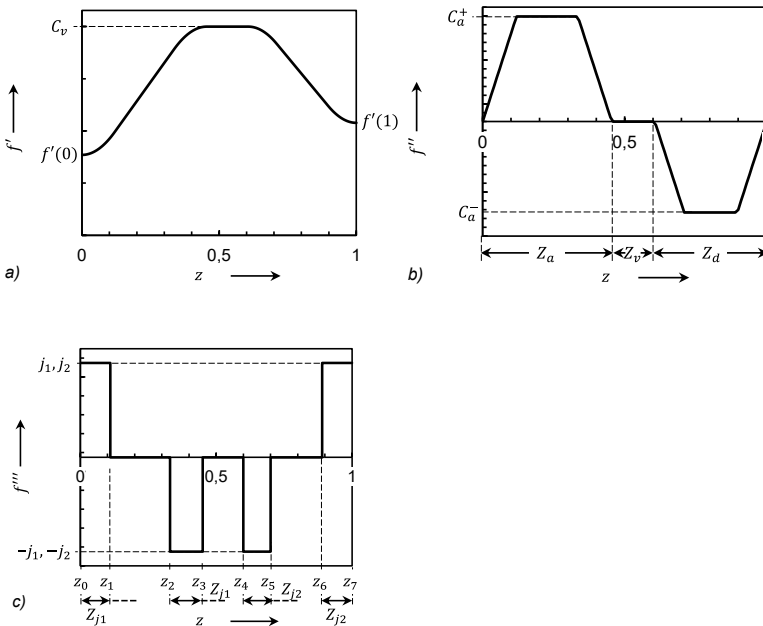 C_v
f′(0)
f′(1)
f′
0 0,5 1
z
a)
C_a^+
C_a^−
f″
0 0,5
Z_a Z_v Z_d
z
b)
j_1, j_2
−j_1, −j_2
f‴
0 0,5 1
z_0 z_1 z_2 z_3 z_4 z_5 z_6 z_7
Z_j1 Z_j1 Z_j2 Z_j2
z
c)